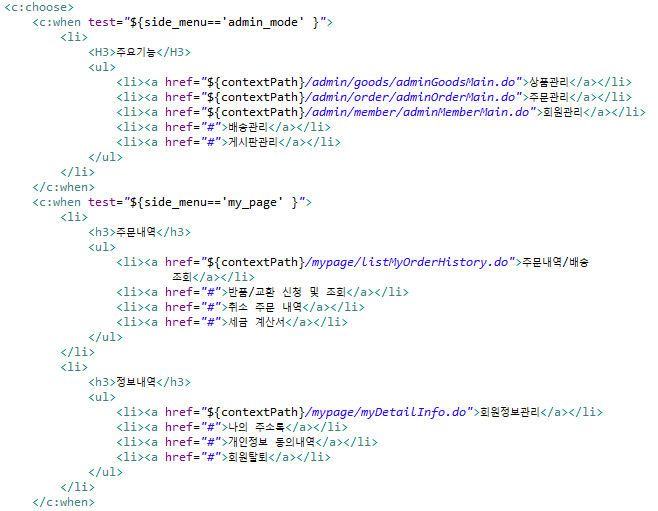 <c:choose>
<c:when test="${side_menu=='admin_mode' }">
<li>
<H3>주요기능</H3>
<ul>
<li><a href="${contextPath}/admin/goods/adminGoodsMain.do">상품관리</a></li>
<li><a href="${contextPath}/admin/order/adminOrderMain.do">주문관리</a></li>
<li><a href="${contextPath}/admin/member/adminMemberMain.do">회원관리</a></li>
<li><a href="#">배송관리</a></li>
<li><a href="#">게시판관리</a></li>
</ul>
</li>
</c:when>
<c:when test="${side_menu=='my_page' }">
<li>
<h3>주문내역</h3>
<ul>
<li><a href="${contextPath}/mypage/listMyOrderHistory.do">주문내역/배송
조회</a></li>
<li><a href="#">반품/교환 신청 및 조회</a></li>
<li><a href="#">취소 주문 내역</a></li>
<li><a href="#">세금 계산서</a></li>
</ul>
</li>
<li>
<h3>정보내역</h3>
<ul>
<li><a href="${contextPath}/mypage/myDetailInfo.do">회원정보관리</a></li>
<li><a href="#">나의 주소록</a></li>
<li><a href="#">개인정보 동의내역</a></li>
<li><a href="#">회원탈퇴</a></li>
</ul>
</li>
</c:when>